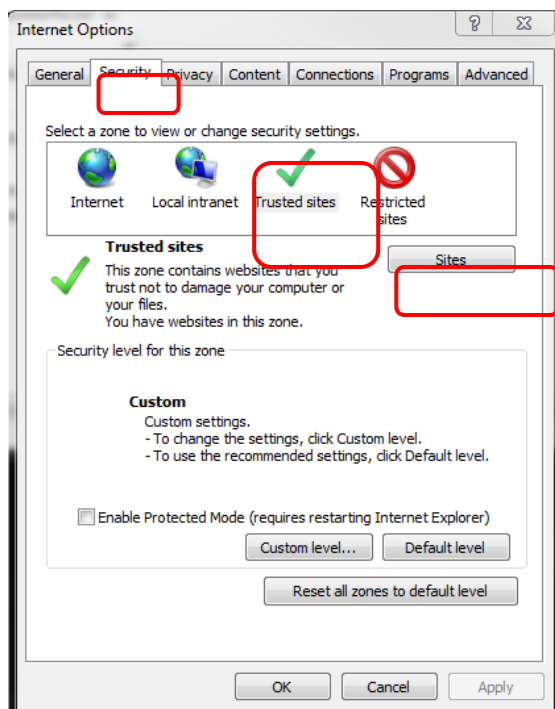 Internet Options
General Security Privacy Content Connections Programs Advanced
Select a zone to view or change security settings.
Internet Local intranet Trusted sites Restricted sites
Trusted sites
Sites
This zone contains websites that you
trust not to damage your computer or
your files.
You have websites in this zone.
Security level for this zone
Custom
Custom settings.
- To change the settings, click Custom level.
- To use the recommended settings, click Default level.
Enable Protected Mode (requires restarting Internet Explorer)
Custom level... Default level
Reset all zones to default level
OK Cancel Apply